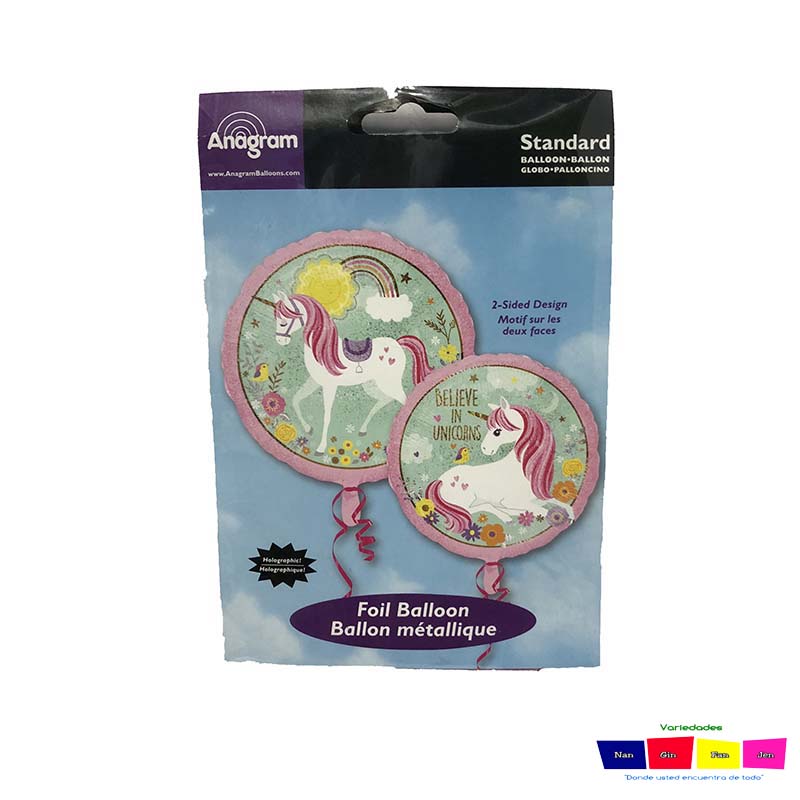 Anagram
www.AnagramBalloons.com
Standard
BALLOON•BALLON
GLOBO•PALLONCINO
2-Sided Design
Motif sur les
deux faces
BELIEVE
IN
UNICORNS
Holographic!
Holographique!
Foil Balloon
Ballon métallique
Variedades
Nan Gin Fan Jen
"Donde usted encuentra de todo"